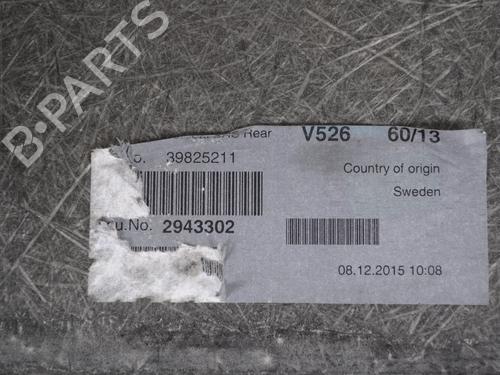 B-PARTS
Rear V526 60/13
o. 39825211
Country of origin
Sweden
u.No. 2943302
08.12.2015 10:08